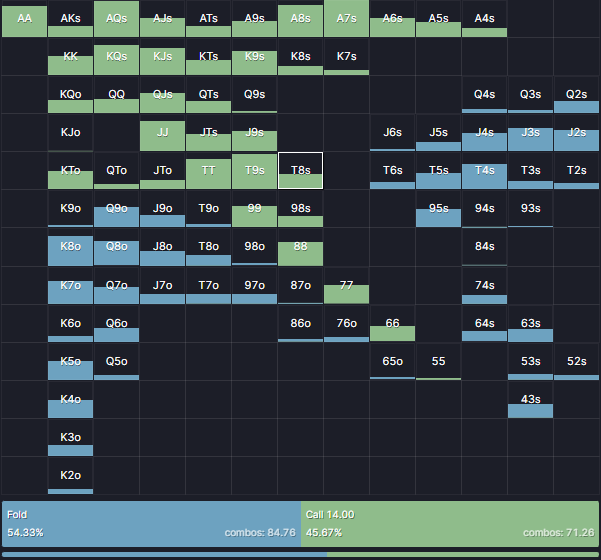 AA AKs AQs AJs ATs A9s A8s A7s A6s A5s A4s
KK KQs KJs KTs K9s K8s K7s
KQo QQ QJs QTs Q9s Q4s Q3s Q2s
KJo JJ JTs J9s J6s J5s J4s J3s J2s
KTo QTo JTo TT T9s T8s T6s T5s T4s T3s T2s
K9o Q9o J9o T9o 99 98s 95s 94s 93s
K8o Q8o J8o T8o 98o 88 84s
K7o Q7o J7o T7o 97o 87o 77 74s
K6o Q6o 86o 76o 66 64s 63s
K5o Q5o 65o 55 53s 52s
K4o 43s
K3o
K2o
Fold Call 14.00
54.33% combos: 84.76 45.67% combos: 71.26